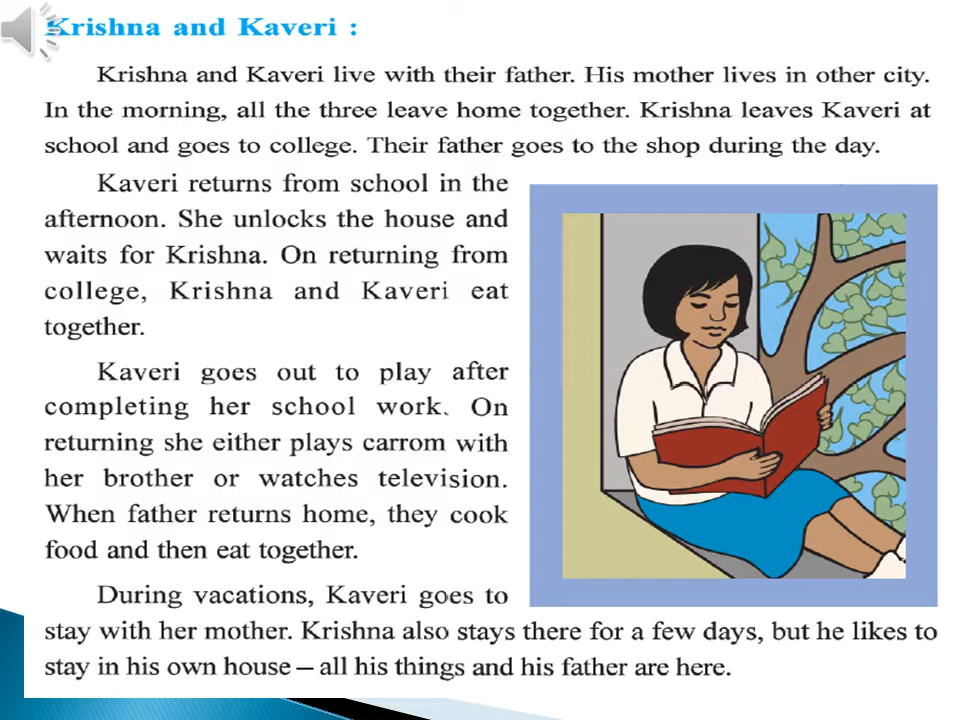 Krishna and Kaveri :
Krishna and Kaveri live with their father. His mother lives in other city.
In the morning, all the three leave home together. Krishna leaves Kaveri at
school and goes to college. Their father goes to the shop during the day.
Kaveri returns from school in the
afternoon. She unlocks the house and
waits for Krishna. On returning from
college, Krishna and Kaveri eat
together.
Kaveri goes out to play after
completing her school work. On
returning she either plays carrom with
her brother or watches television.
When father returns home, they cook
food and then eat together.
During vacations, Kaveri goes to
stay with her mother. Krishna also stays there for a few days, but he likes to
stay in his own house – all his things and his father are here.